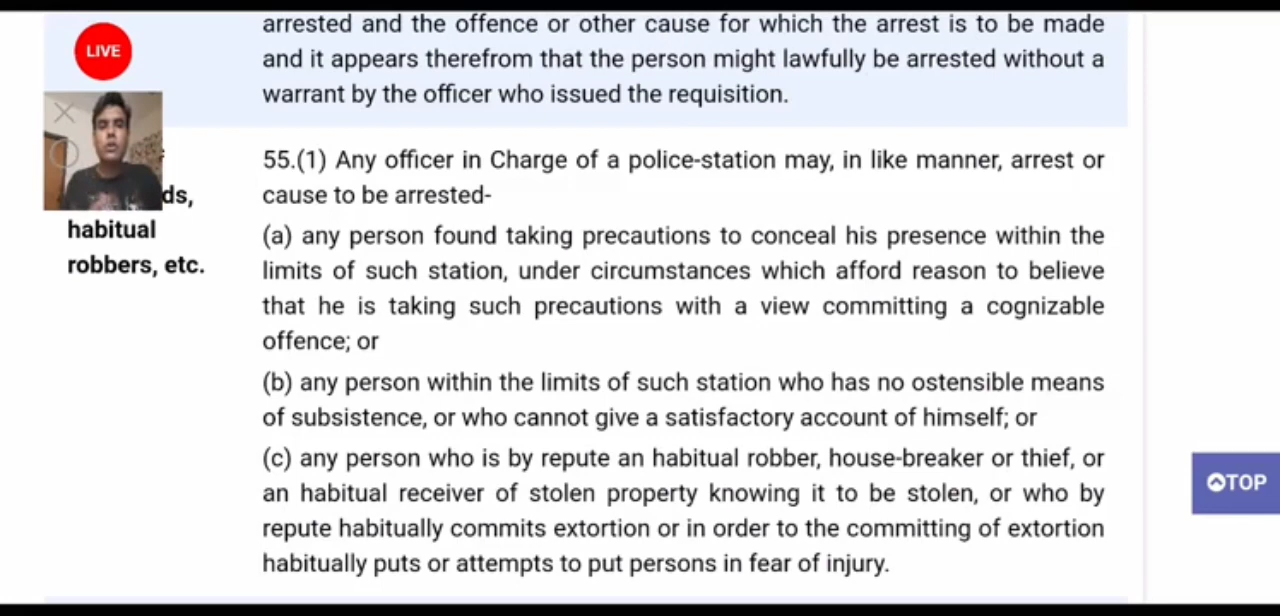 arrested and the offence or other cause for which the arrest is to be made
and it appears therefrom that the person might lawfully be arrested without a
warrant by the officer who issued the requisition.
LIVE
ds,
habitual
robbers, etc.
55.(1) Any officer in Charge of a police-station may, in like manner, arrest or
cause to be arrested-
(a) any person found taking precautions to conceal his presence within the
limits of such station, under circumstances which afford reason to believe
that he is taking such precautions with a view committing a cognizable
offence; or
(b) any person within the limits of such station who has no ostensible means
of subsistence, or who cannot give a satisfactory account of himself; or
(c) any person who is by repute an habitual robber, house-breaker or thief, or
an habitual receiver of stolen property knowing it to be stolen, or who by
repute habitually commits extortion or in order to the committing of extortion
habitually puts or attempts to put persons in fear of injury.
TOP